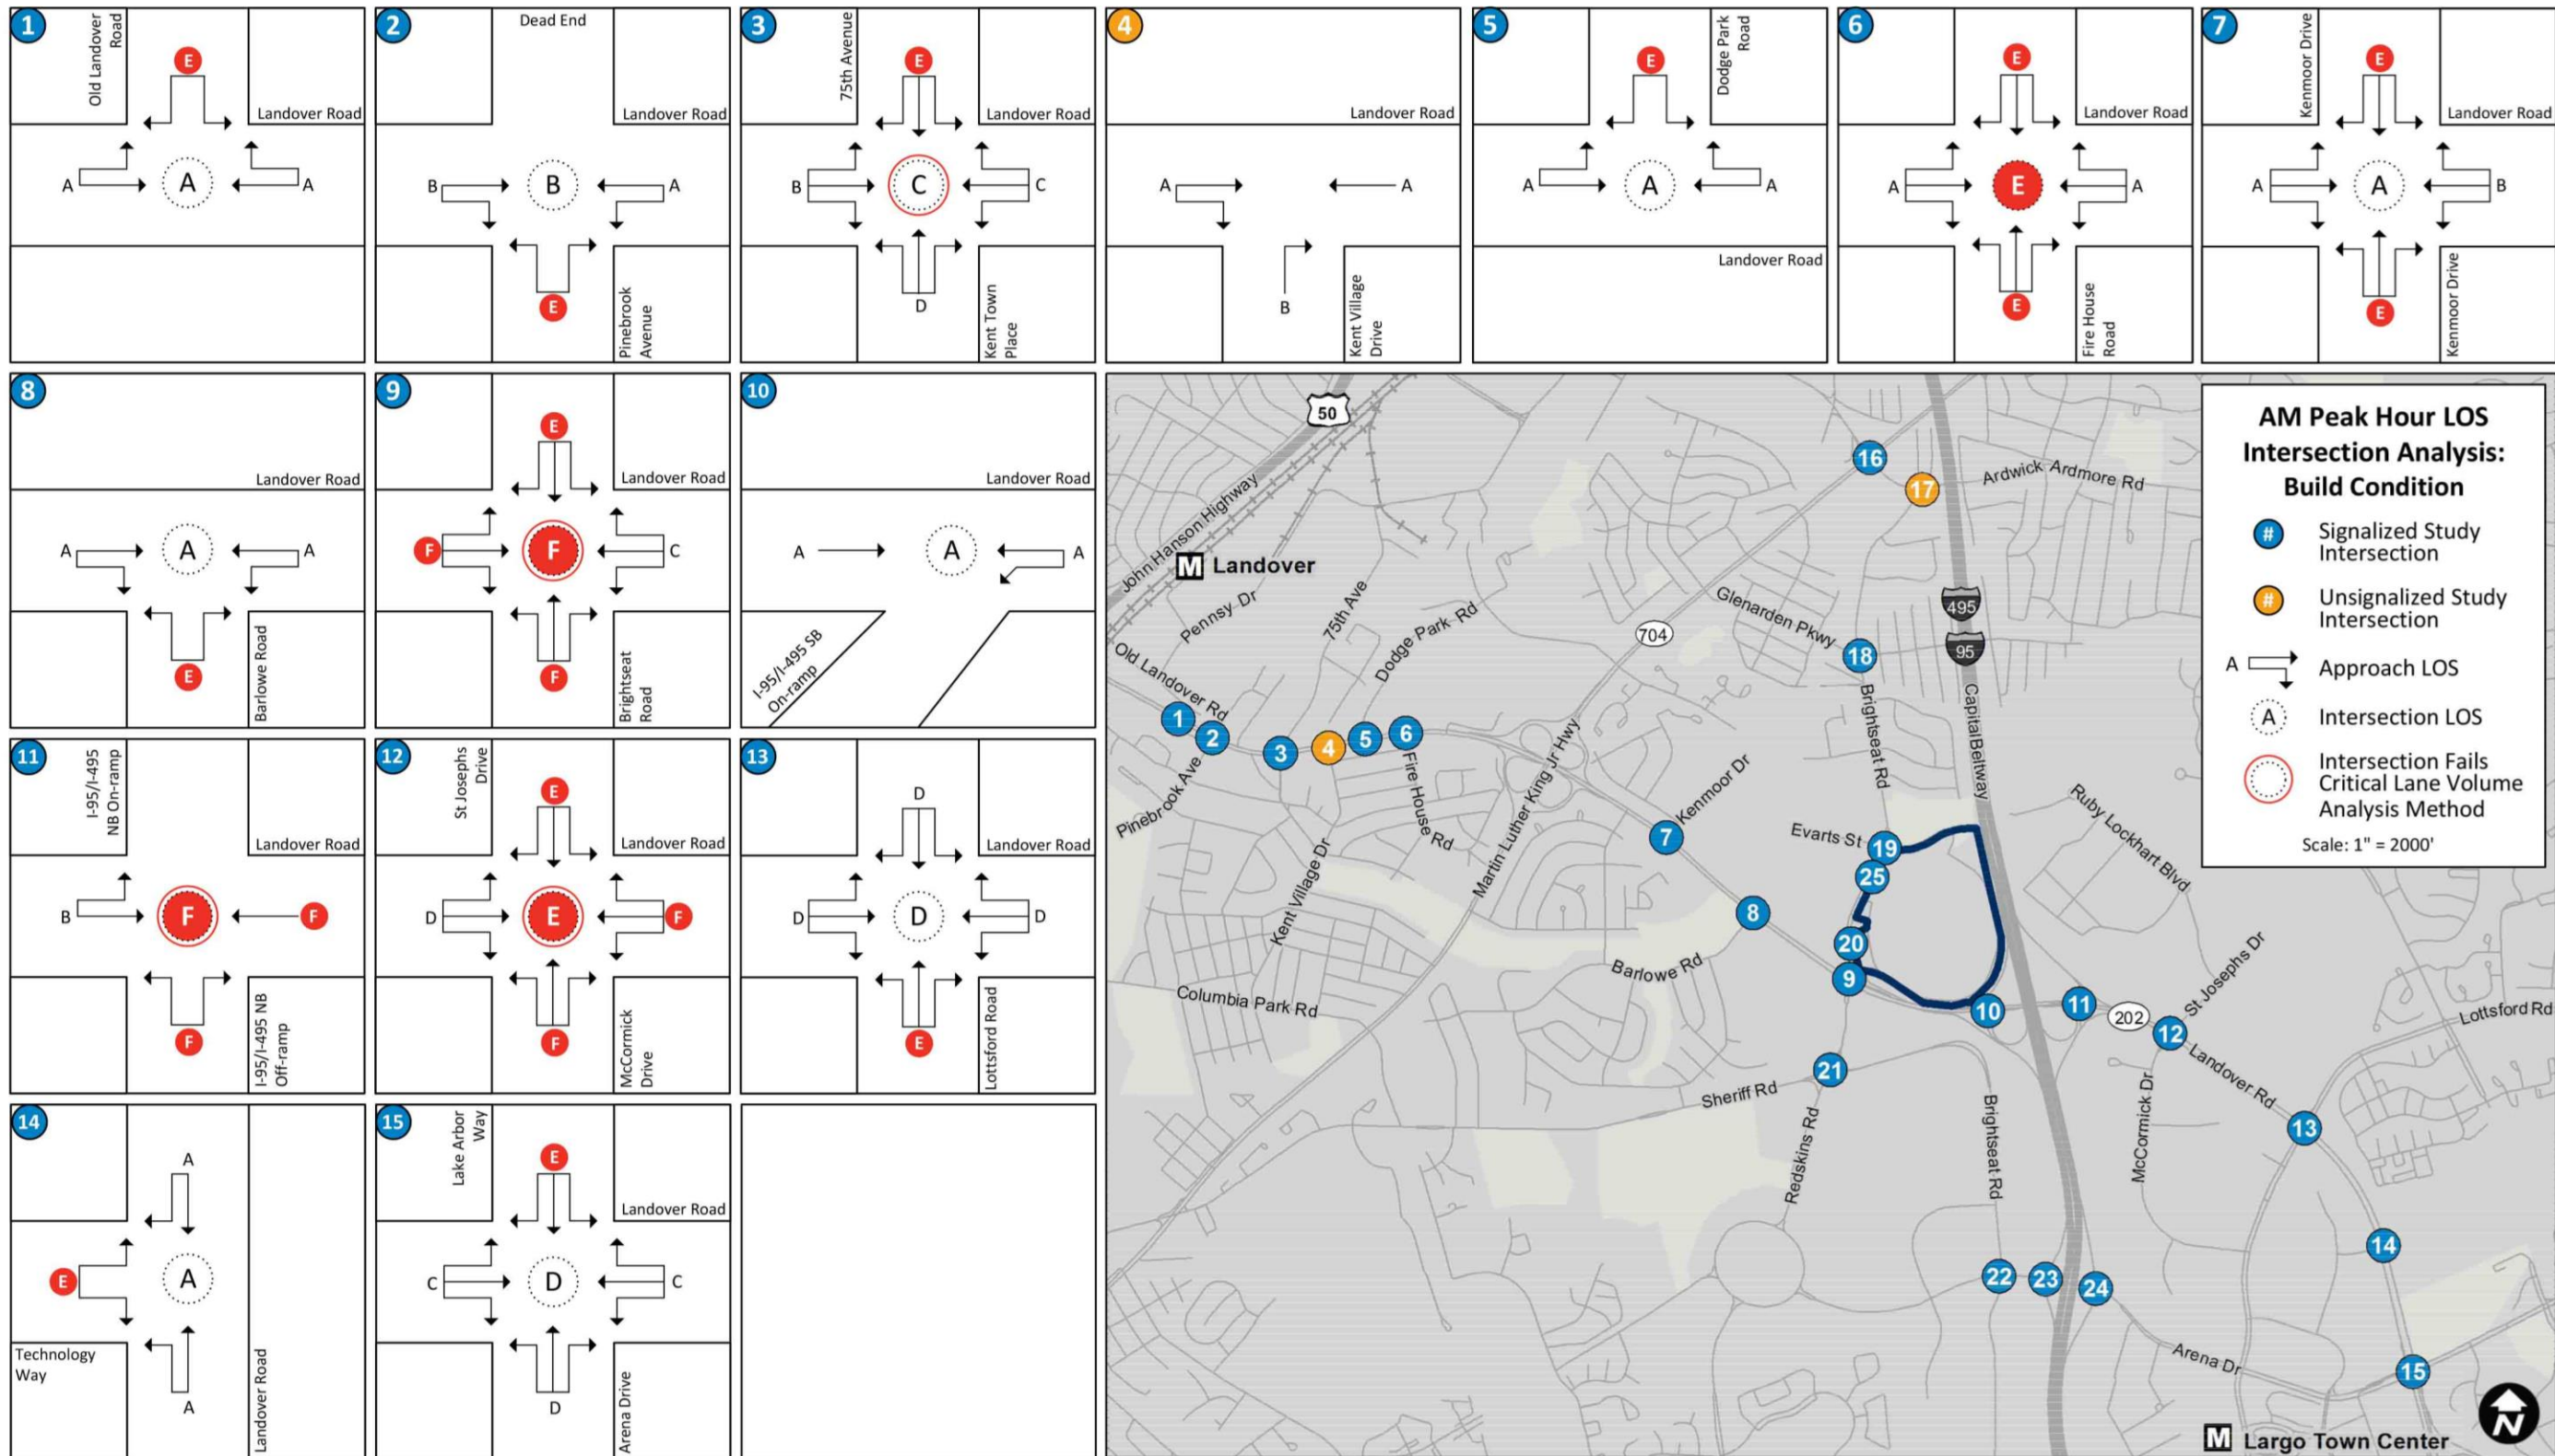 1
Old Landover
Road
E
Landover Road
A
A
A
2
Dead End
Landover Road
B
B
A
E
Pinebrook
Avenue
3
75th Avenue
E
Landover Road
B
C
C
D
Kent Town
Place
4
Landover Road
A
A
B
Kent Village
Drive
5
Dodge Park
Road
E
A
A
A
Landover Road
6
E
Landover Road
A
E
A
E
Fire House
Road
7
Kenmoor Drive
E
Landover Road
A
A
B
E
Kenmoor Drive
8
Landover Road
A
A
A
E
Barlowe Road
9
E
Landover Road
F
F
C
F
Brightseat
Road
10
Landover Road
A
A
A
I-95/I-495 SB
On-ramp
11
I-95/I-495
NB On-ramp
Landover Road
B
F
F
F
I-95/I-495 NB
Off-ramp
12
St Josephs
Drive
E
Landover Road
D
E
F
F
McCormick
Drive
13
D
Landover Road
D
D
D
E
Lottsford Road
14
A
E
A
A
Technology
Way
Landover Road
15
Lake Arbor
Way
E
Landover Road
C
D
C
D
Arena Drive
50
John Hanson Highway
M Landover
Pennsy Dr
Old Landover Rd
75th Ave
Dodge Park Rd
704
Glenarden Pkwy
16
17
Ardwick Ardmore Rd
495
95
18
Brightseat Rd
Capital Beltway
1
2
3
4
5
6
Pinebrook Ave
Fire House Rd
Kent Village Dr
Martin Luther King Jr Hwy
7
Kenmoor Dr
Evarts St
19
25
20
9
8
Barlowe Rd
Columbia Park Rd
Ruby Lockhart Blvd
10
11
202
12
St Josephs Dr
Lottsford Rd
Landover Rd
McCormick Dr
13
21
Sheriff Rd
Redskins Rd
Brightseat Rd
22
23
24
14
Arena Dr
15
M Largo Town Center
N
AM Peak Hour LOS
Intersection Analysis:
Build Condition
# Signalized Study
Intersection
# Unsignalized Study
Intersection
A Approach LOS
A Intersection LOS
Intersection Fails
Critical Lane Volume
Analysis Method
Scale: 1" = 2000'